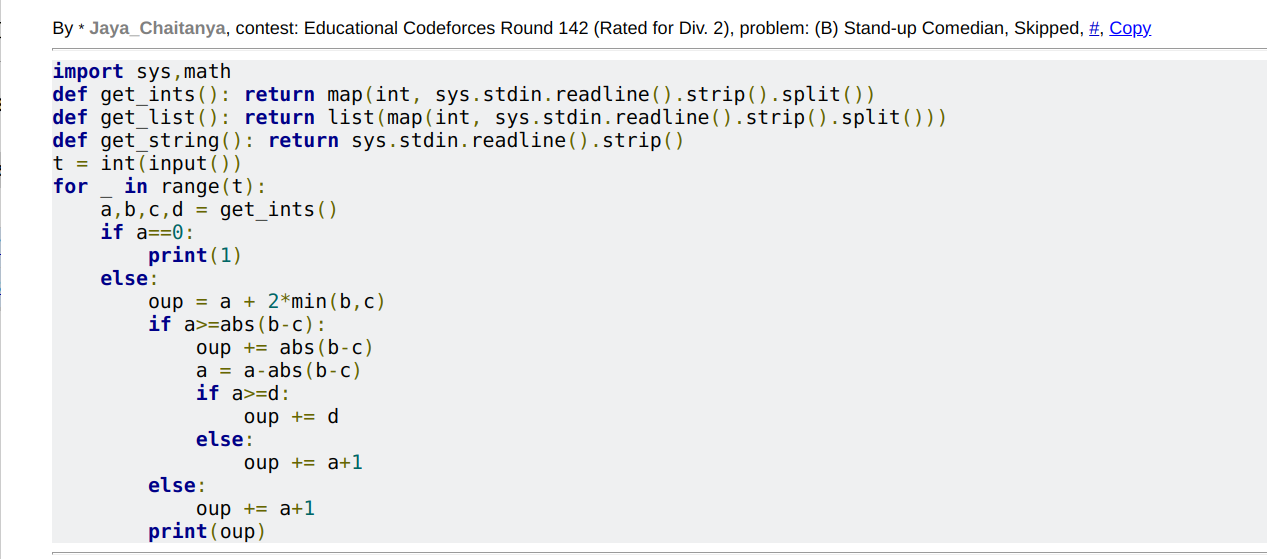 By * Jaya_Chaitanya, contest: Educational Codeforces Round 142 (Rated for Div. 2), problem: (B) Stand-up Comedian, Skipped, #, Copy
import sys,math
def get_ints(): return map(int, sys.stdin.readline().strip().split())
def get_list(): return list(map(int, sys.stdin.readline().strip().split()))
def get_string(): return sys.stdin.readline().strip()
t = int(input())
for _ in range(t):
    a,b,c,d = get_ints()
    if a==0:
        print(1)
    else:
        oup = a + 2*min(b,c)
        if a>=abs(b-c):
            oup += abs(b-c)
            a = a-abs(b-c)
            if a>=d:
                oup += d
            else:
                oup += a+1
        else:
            oup += a+1
        print(oup)